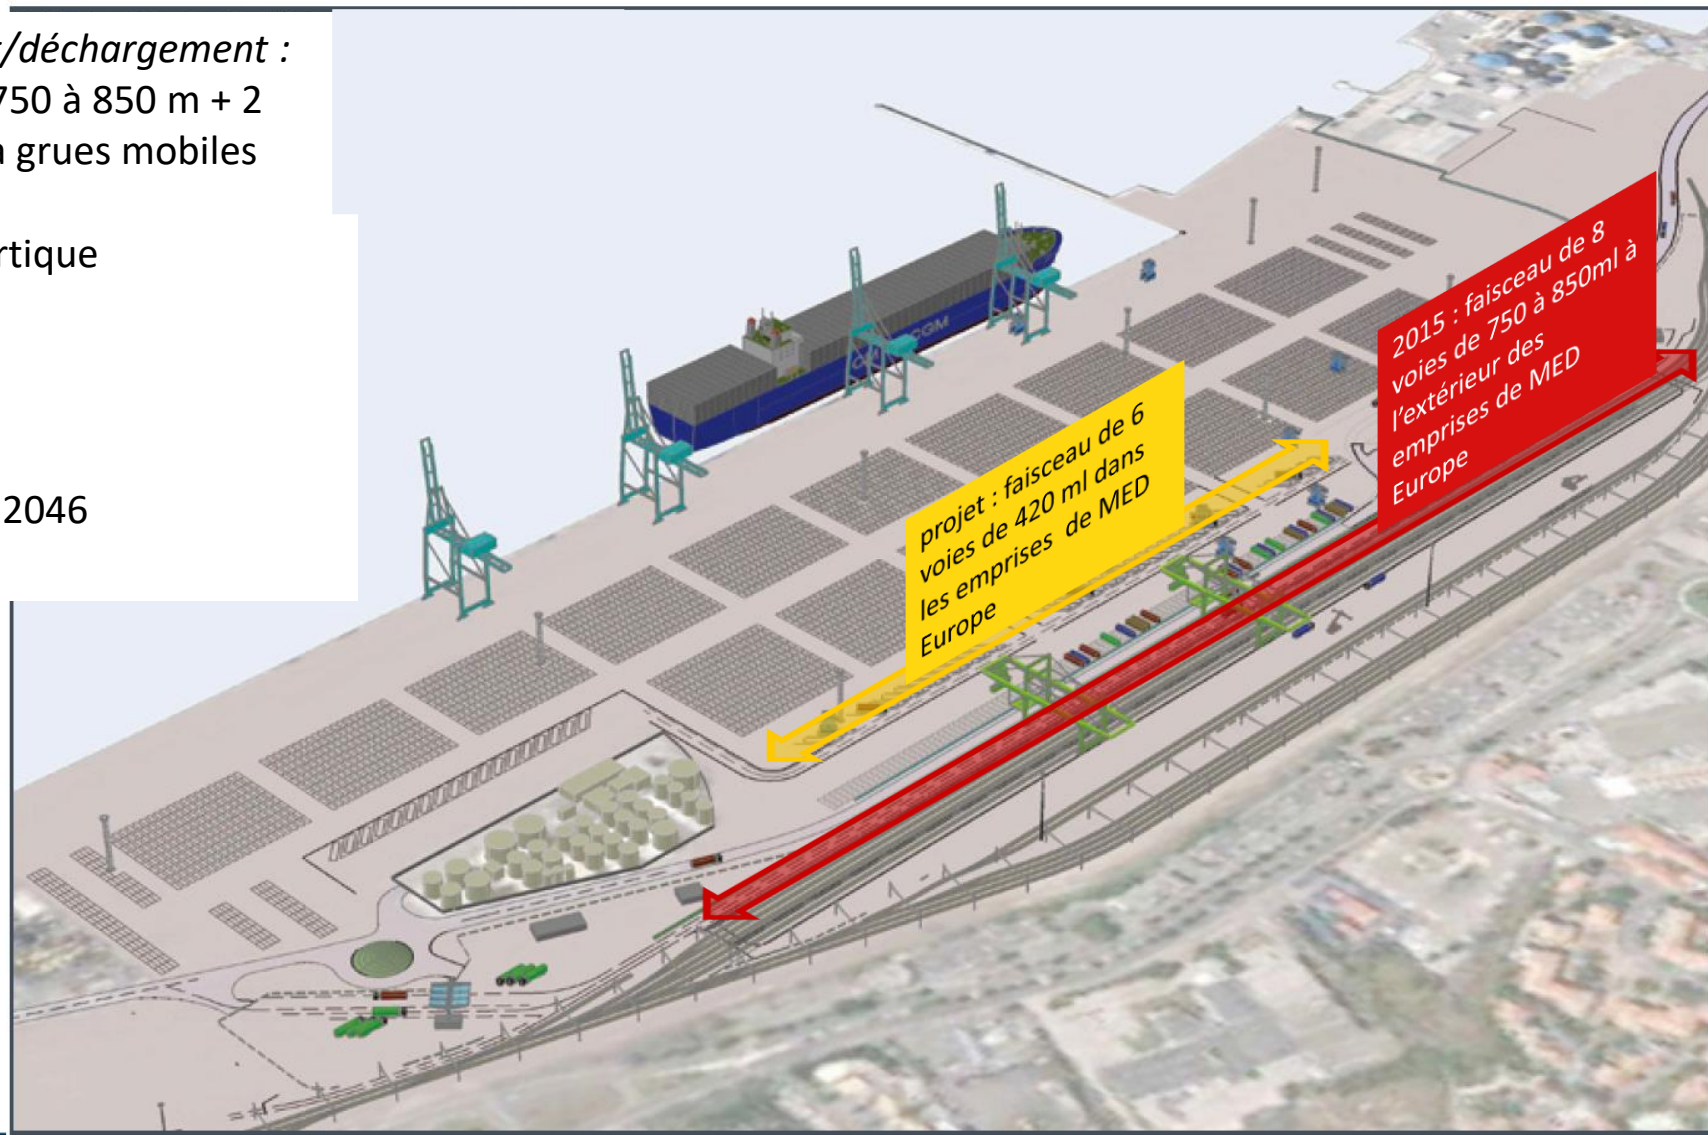 /déchargement :
750 à 850 m + 2
à grues mobiles
rtique
2046
CGM
projet : faisceau de 6
voies de 420 ml dans
les emprises de MED
Europe
2015 : faisceau de 8
voies de 750 à 850ml à
l'extérieur des
emprises de MED
Europe